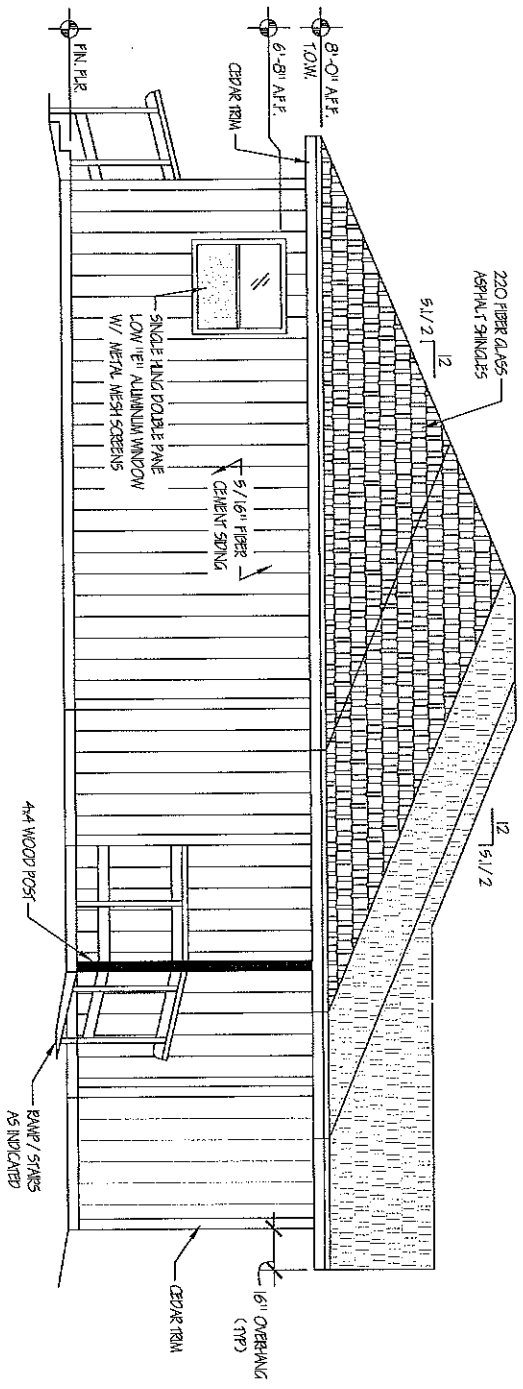 220 FIBER GLASS
ASPHALT SHINGLES
12
5.1/2
12
5.1/2
8'-0" A.F.F.
T.O.W.
6'-8" A.F.F.
CEDAR TRIM
FIN. FLR
SINGLE HUNG DOUBLE PANE
LOW "E" ALUMINUM WINDOW
W/ METAL MESH SCREENS
5/16" FIBER
CEMENT SIDING
4x4 WOOD POST
RAMP / STAIRS
AS INDICATED
CEDAR TRIM
16" OVERHANG
(TYP)